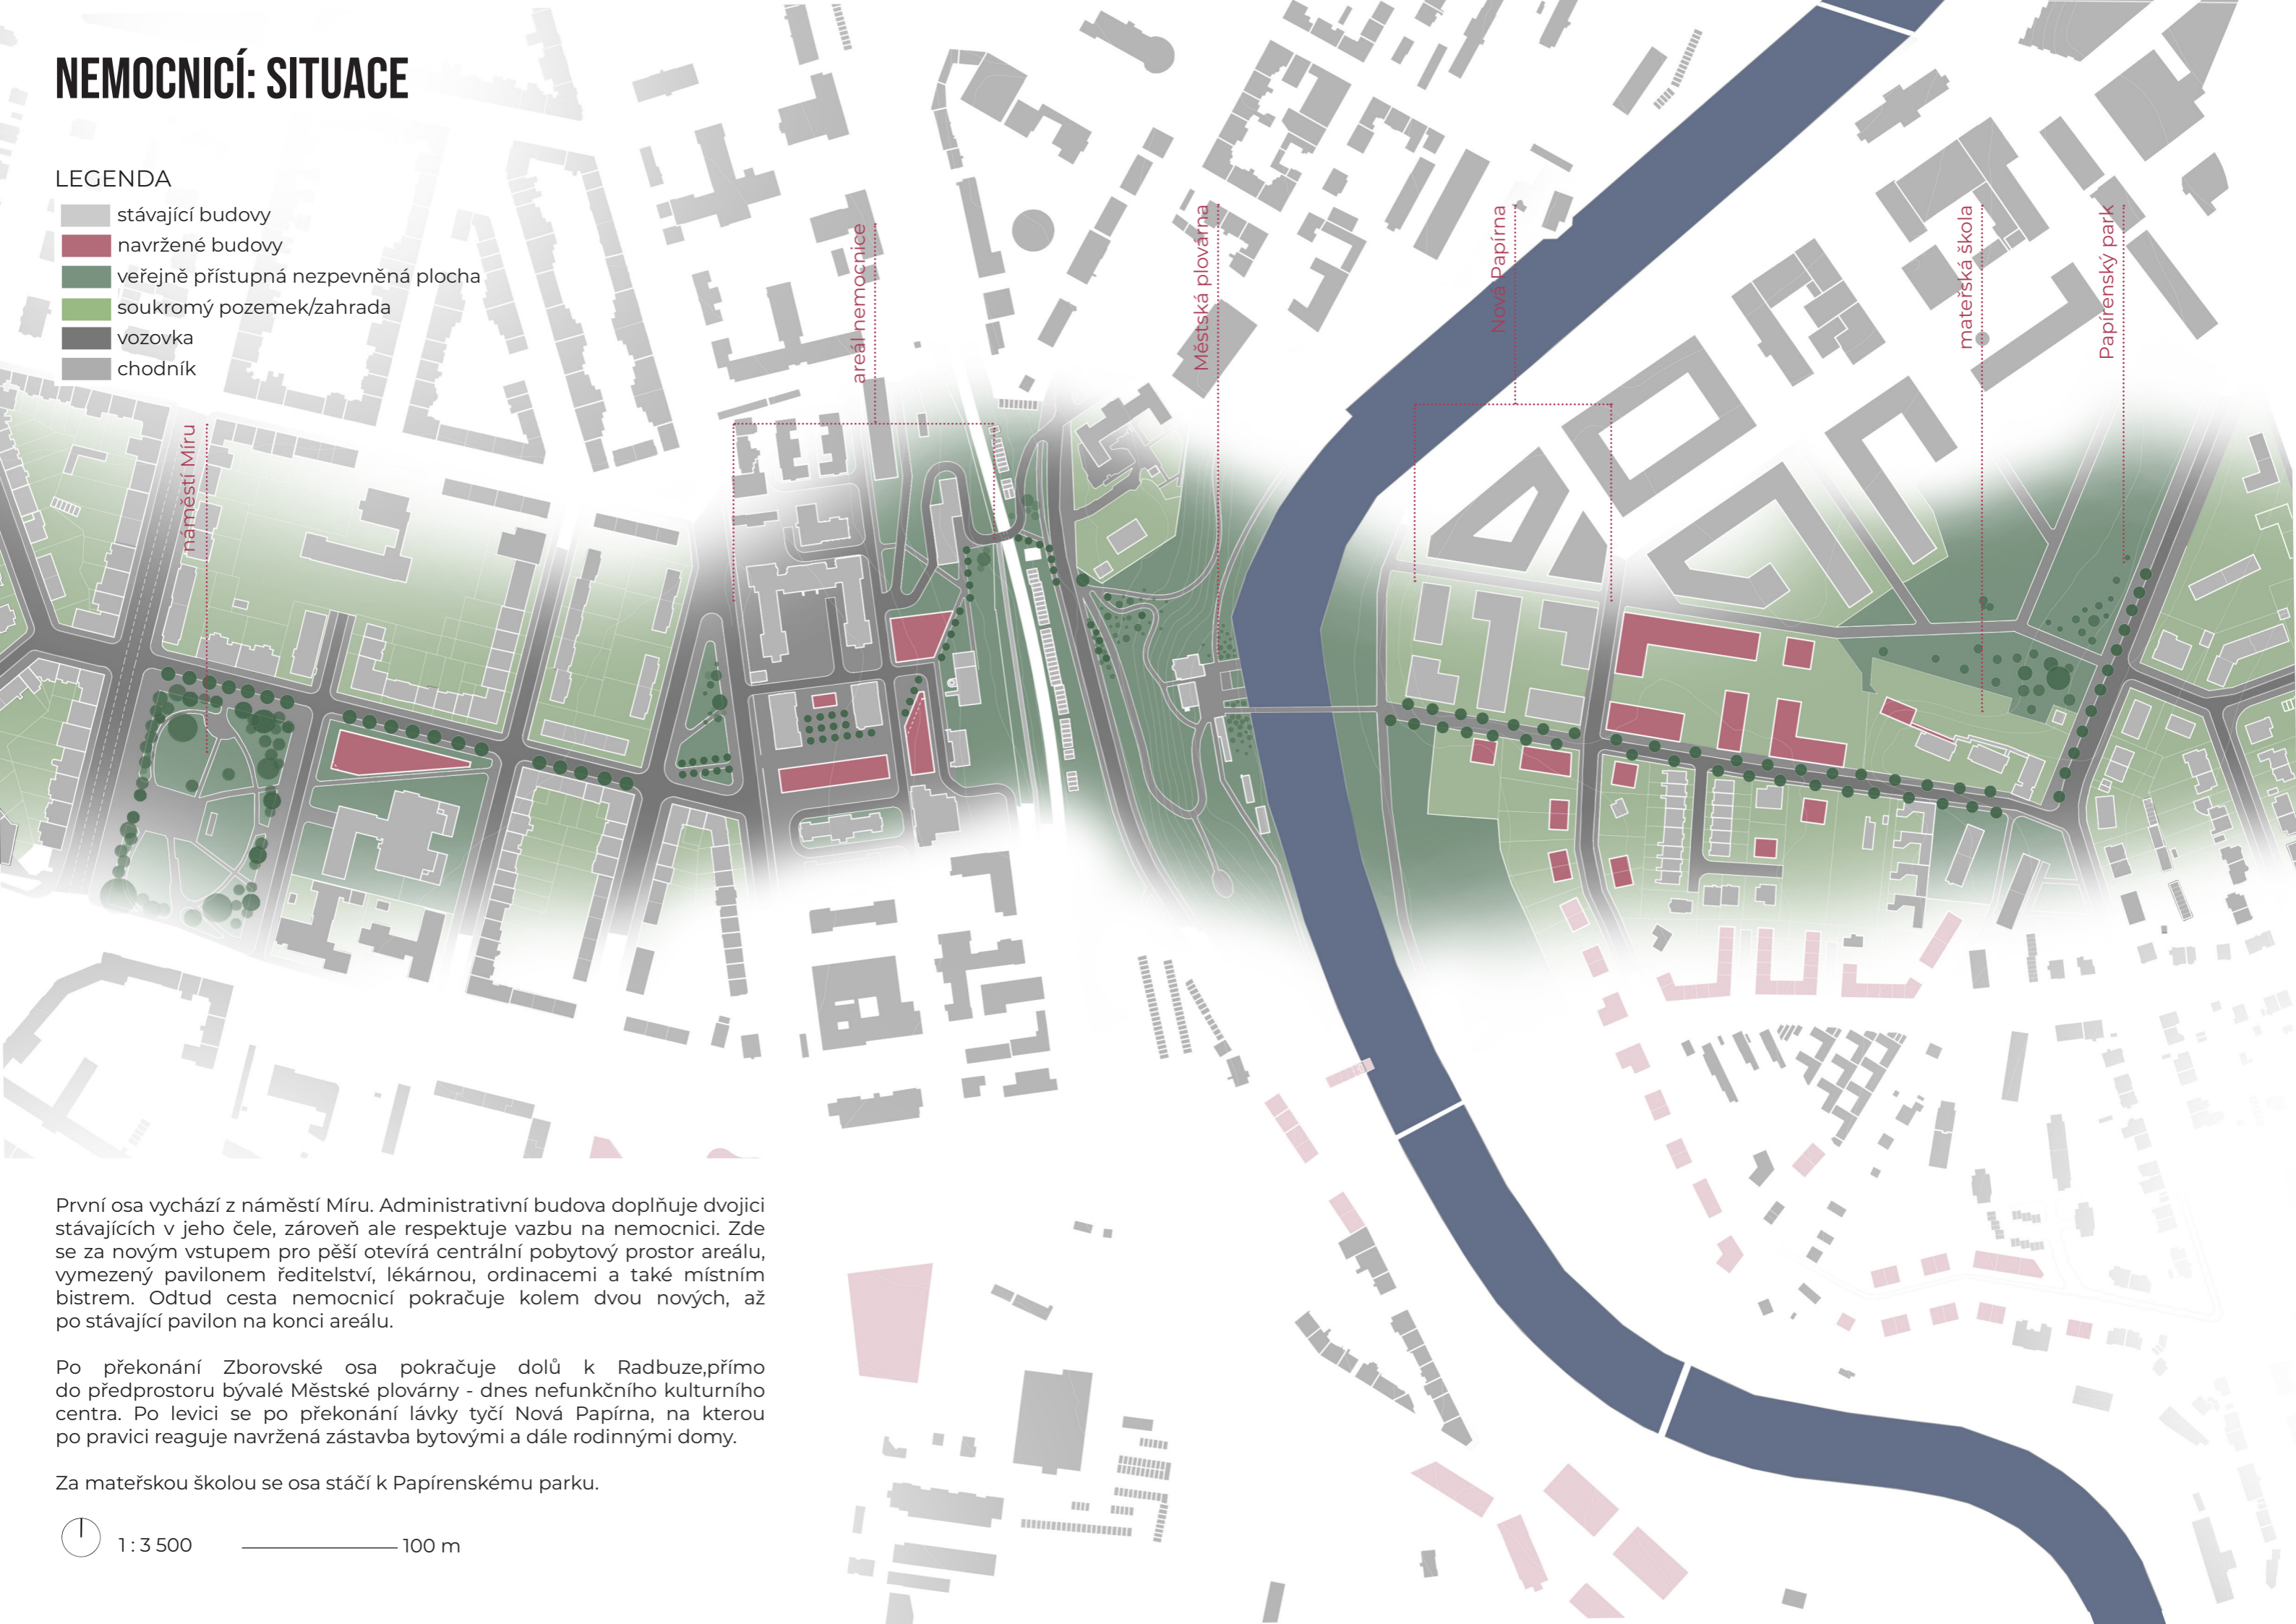 NEMOCNICÍ: SITUACE
LEGENDA
stávající budovy
navržené budovy
veřejně přístupná nezpevněná plocha
soukromý pozemek/zahrada
vozovka
chodník
náměstí Míru
areál nemocnice
Městská plovárna
Nová Papírna
mateřská škola
Papírenský park
První osa vychází z náměstí Míru. Administrativní budova doplňuje dvojici
stávajících v jeho čele, zároveň ale respektuje vazbu na nemocnici. Zde
se za novým vstupem pro pěší otevírá centrální pobytový prostor areálu,
vymezený pavilonem ředitelství, lékárnou, ordinacemi a také místním
bistrem. Odtud cesta nemocnicí pokračuje kolem dvou nových, až
po stávající pavilon na konci areálu.
Po překonání Zborovské osa pokračuje dolů k Radbuze,přímo
do předprostoru bývalé Městské plovárny - dnes nefunkčního kulturního
centra. Po levici se po překonání lávky tyčí Nová Papírna, na kterou
po pravici reaguje navržená zástavba bytovými a dále rodinnými domy.
Za mateřskou školou se osa stáčí k Papírenskému parku.
1 : 3 500
100 m